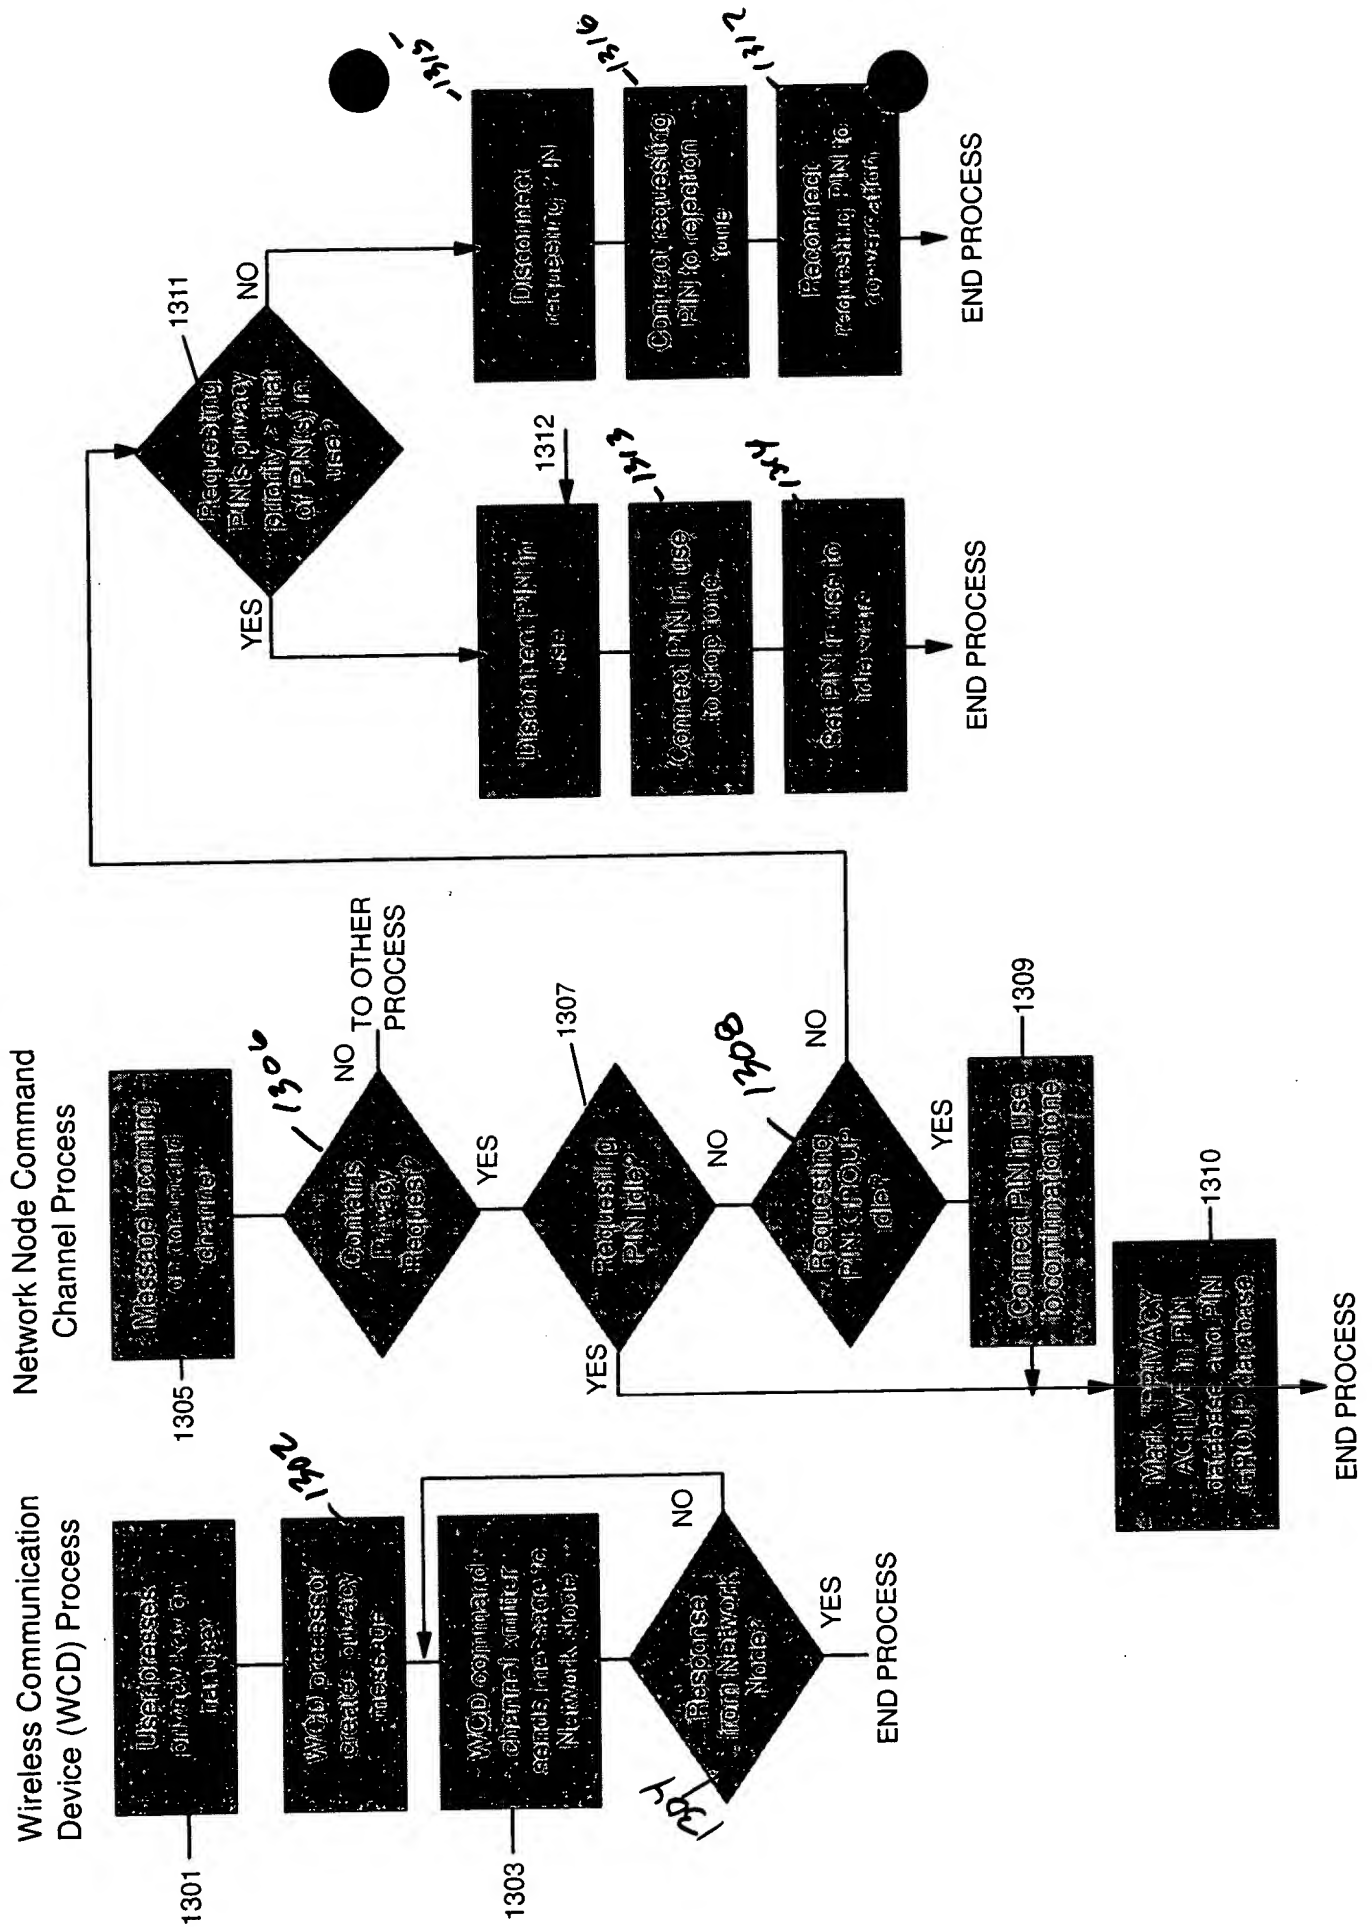 Wireless Communication
Device (WCD) Process
1301
User presses
privacy key on
handset
1302
WCD processor
creates privacy
message
1303
WCD command
channel xmitter
sends message to
Network Node
1304
Response
from Network
Node?
NO
YES
END PROCESS
Network Node Command
Channel Process
1305
Message incoming
on command
channel
1306
Contains
Privacy
Request?
NO
TO OTHER
PROCESS
YES
1307
Requesting
PIN idle?
YES
NO
1308
Requesting
PIN GROUP
idle?
NO
YES
1309
Connect PIN in use
to confirmation tone
1310
Mark "PRIVACY
ACTIVE in PIN
database and PIN
GROUP database
END PROCESS
1311
Requesting
PIN's privacy
priority > that
of PIN(s) in
use?
YES
NO
1312
Disconnect PIN in
use
1313
Connect PIN in use
to drop tone
1314
Set PIN in use to
idle
END PROCESS
1315
Disconnect
requesting PIN
1316
Connect requesting
PIN to rejection
tone
1317
Reconnect
requesting PIN to
conversation
END PROCESS